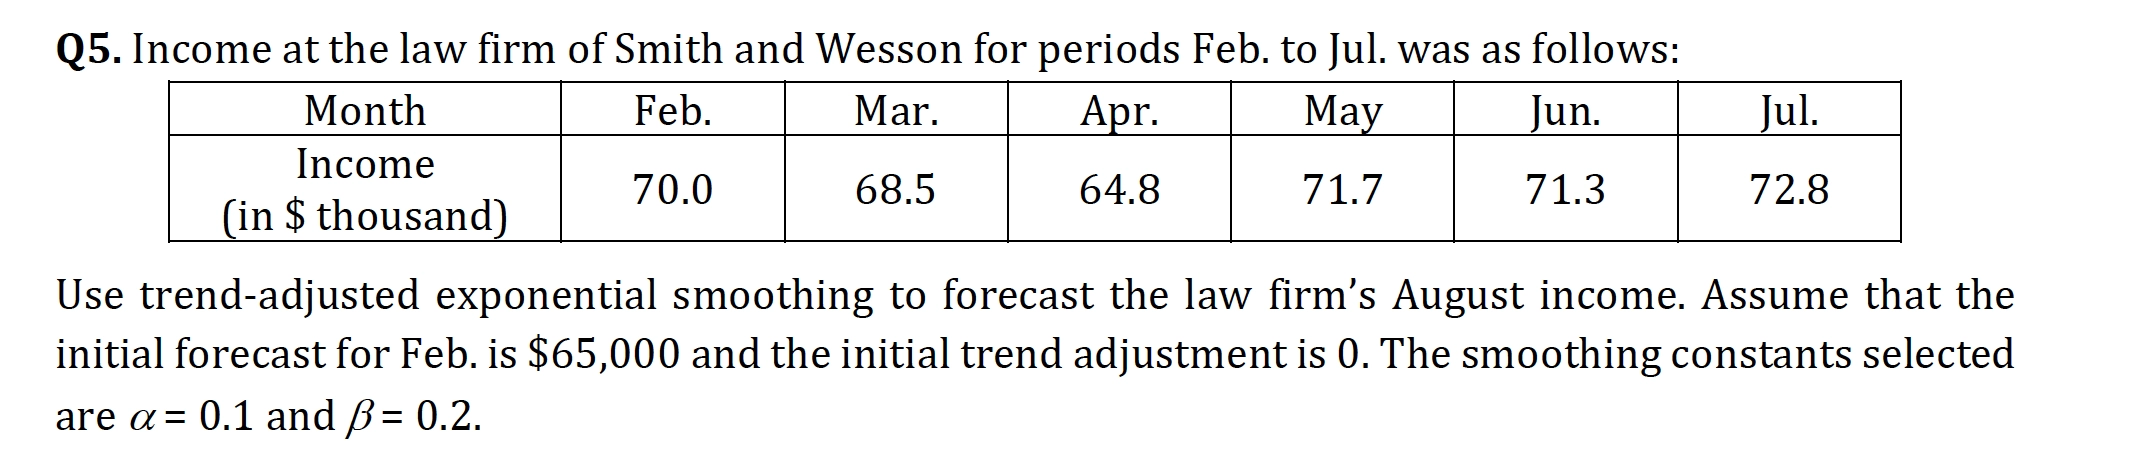 Q5. Income at the law firm of Smith and Wesson for periods Feb. to Jul. was as follows:
Month Feb. Mar. Apr. May Jun. Jul.
Income
(in $ thousand) 70.0 68.5 64.8 71.7 71.3 72.8
Use trend-adjusted exponential smoothing to forecast the law firm’s August income. Assume that the
initial forecast for Feb. is $65,000 and the initial trend adjustment is 0. The smoothing constants selected
are α = 0.1 and β = 0.2.